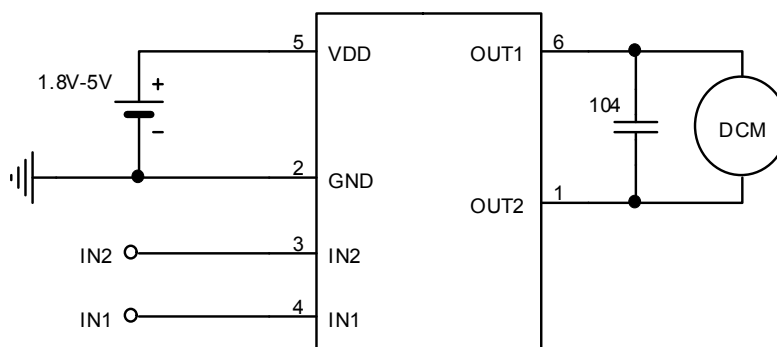 5
VDD
OUT1
6
1.8V-5V
+
−
104
DCM
2
GND
OUT2
1
3
IN2
IN2
4
IN1
IN1